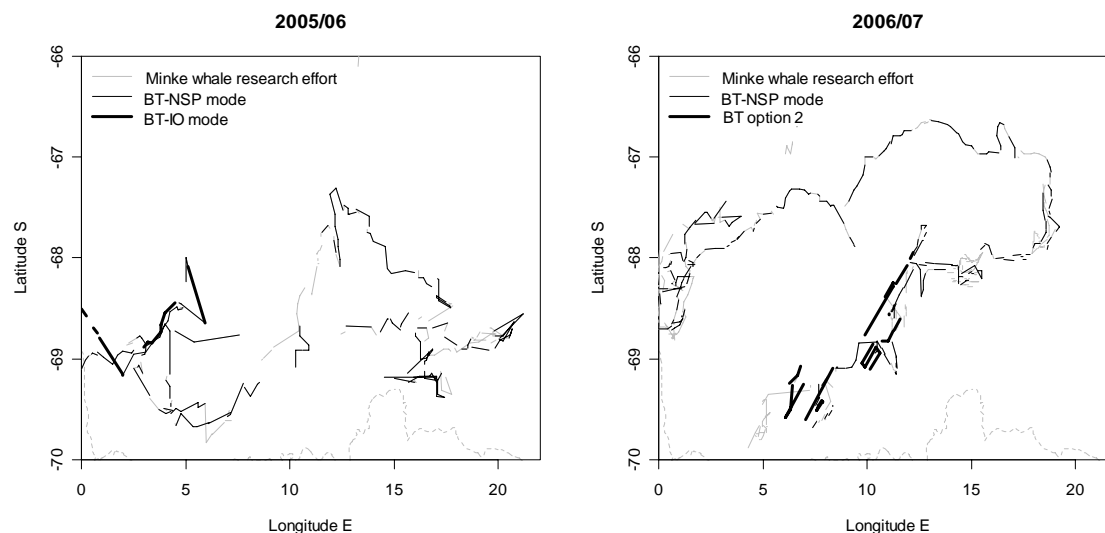 2005/06
-66
-67
-68
-69
-70
Latitude S
Minke whale research effort
BT-NSP mode
BT-IO mode
0 5 10 15 20
Longitude E
2006/07
-66
-67
-68
-69
-70
Latitude S
Minke whale research effort
BT-NSP mode
BT option 2
0 5 10 15 20
Longitude E